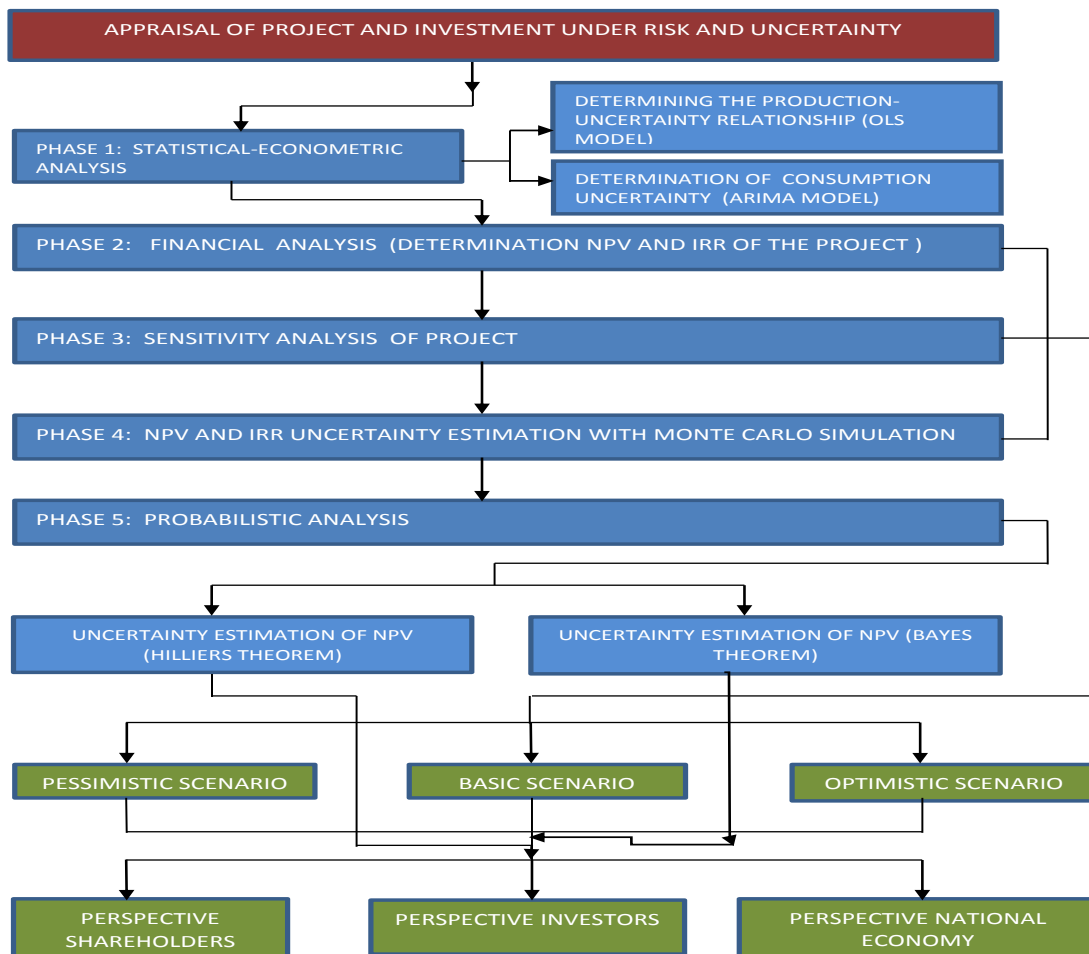 APPRAISAL OF PROJECT AND INVESTMENT UNDER RISK AND UNCERTAINTY
DETERMINING THE PRODUCTION-
UNCERTAINTY RELATIONSHIP (OLS
MODEL)
PHASE 1: STATISTICAL-ECONOMETRIC
ANALYSIS
DETERMINATION OF CONSUMPTION
UNCERTAINTY (ARIMA MODEL)
PHASE 2: FINANCIAL ANALYSIS (DETERMINATION NPV AND IRR OF THE PROJECT )
PHASE 3: SENSITIVITY ANALYSIS OF PROJECT
PHASE 4: NPV AND IRR UNCERTAINTY ESTIMATION WITH MONTE CARLO SIMULATION
PHASE 5: PROBABILISTIC ANALYSIS
UNCERTAINTY ESTIMATION OF NPV
(HILLIERS THEOREM)
UNCERTAINTY ESTIMATION OF NPV (BAYES
THEOREM)
PESSIMISTIC SCENARIO
BASIC SCENARIO
OPTIMISTIC SCENARIO
PERSPECTIVE
SHAREHOLDERS
PERSPECTIVE INVESTORS
PERSPECTIVE NATIONAL
ECONOMY